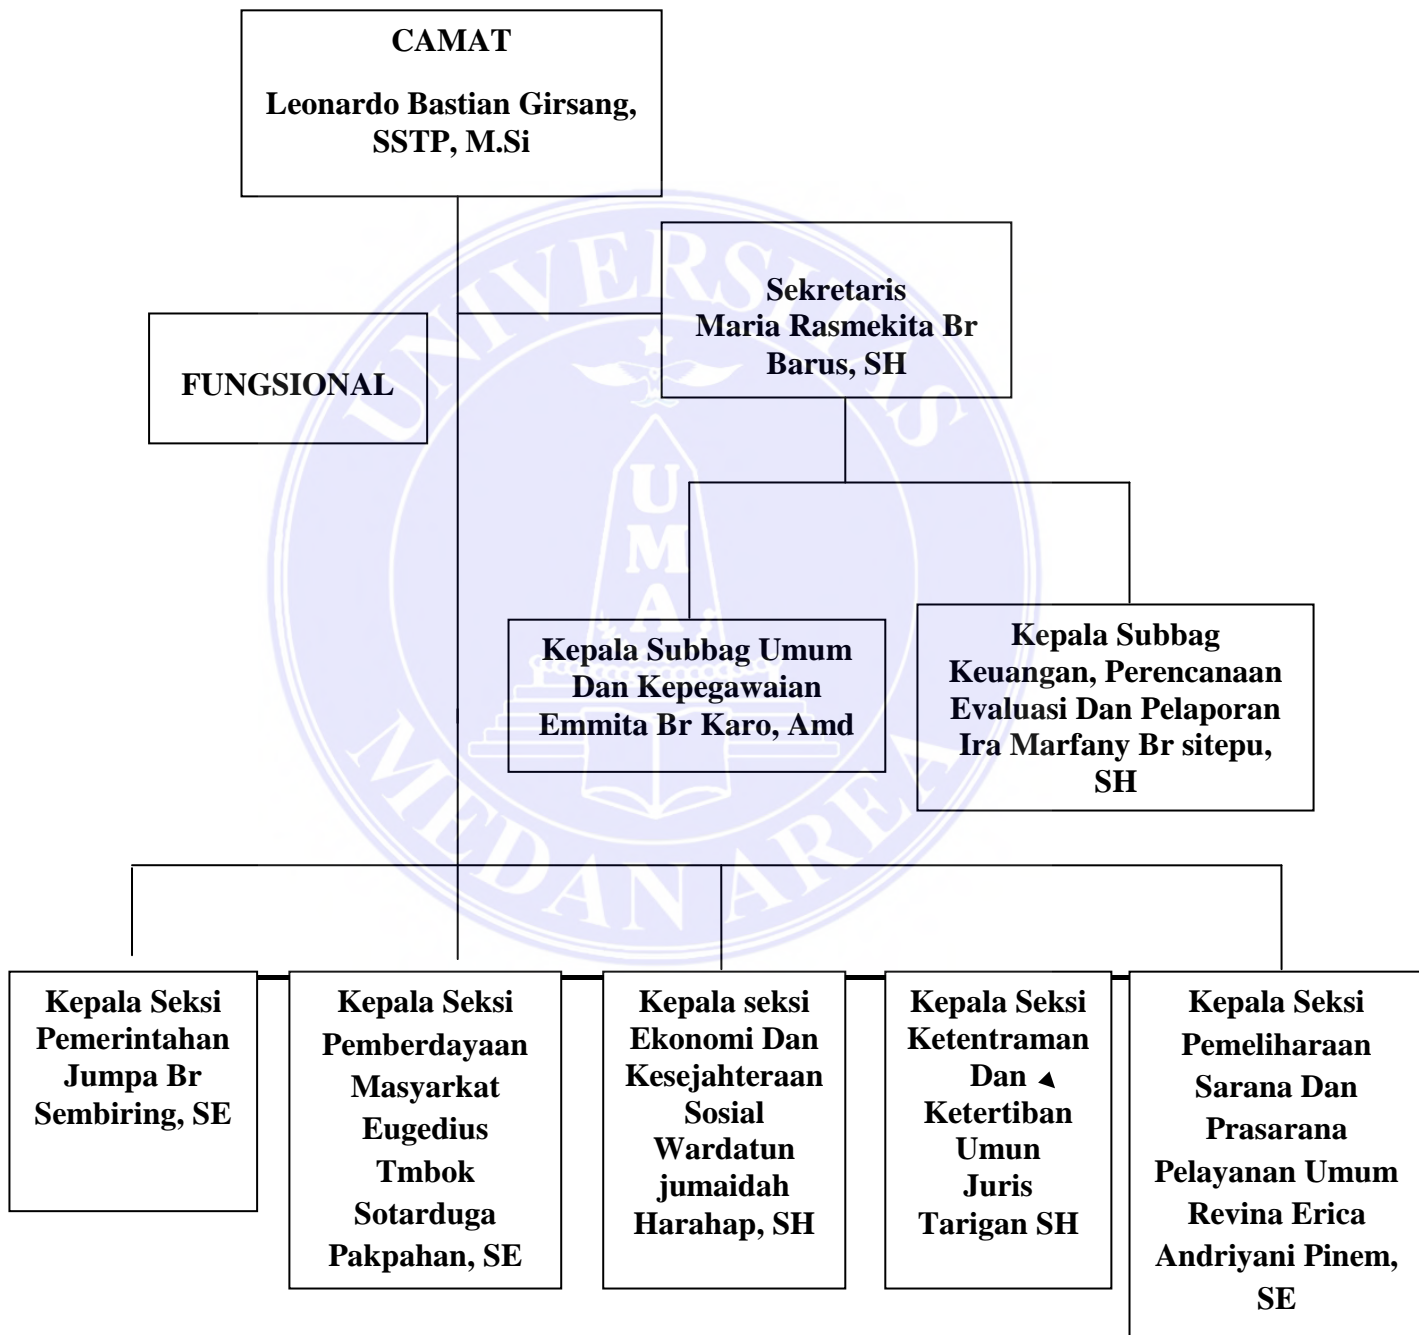 CAMAT
Leonardo Bastian Girsang,
SSTP, M.Si
Sekretaris
Maria Rasmekita Br
Barus, SH
FUNGSIONAL
UNIVERSITAS
UMA
MEDAN AREA
Kepala Subbag Umum
Dan Kepegawaian
Emmita Br Karo, Amd
Kepala Subbag
Keuangan, Perencanaan
Evaluasi Dan Pelaporan
Ira Marfany Br sitepu,
SH
Kepala Seksi
Pemerintahan
Jumpa Br
Sembiring, SE
Kepala Seksi
Pemberdayaan
Masyarkat
Eugedius
Tmbok
Sotarduga
Pakpahan, SE
Kepala seksi
Ekonomi Dan
Kesejahteraan
Sosial
Wardatun
jumaidah
Harahap, SH
Kepala Seksi
Ketentraman
Dan
Ketertiban
Umun
Juris
Tarigan SH
Kepala Seksi
Pemeliharaan
Sarana Dan
Prasarana
Pelayanan Umum
Revina Erica
Andriyani Pinem,
SE